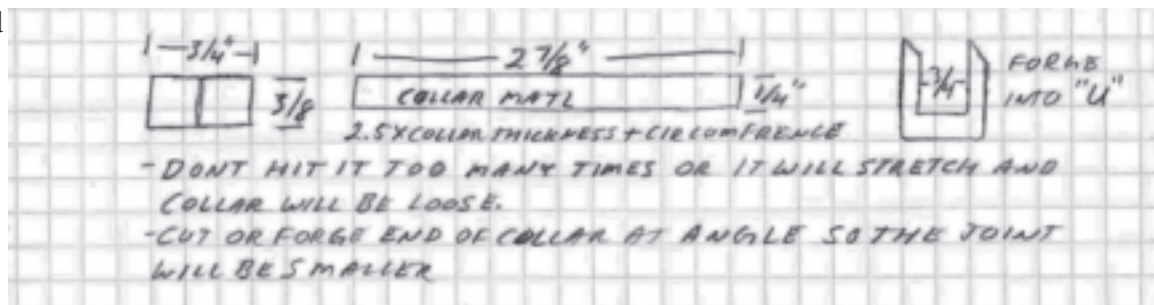 3/4" 2 7/8" FORGE
3/8 COLLAR MATL 1/4" 3/4 INTO "U"
2.5 X COLLAR THICKNESS + CIRCOMFRENCE
- DONT HIT IT TOO MANY TIMES OR IT WILL STRETCH AND
COLLAR WILL BE LOOSE.
- CUT OR FORGE END OF COLLAR AT ANGLE SO THE JOINT
WILL BE SMALLER